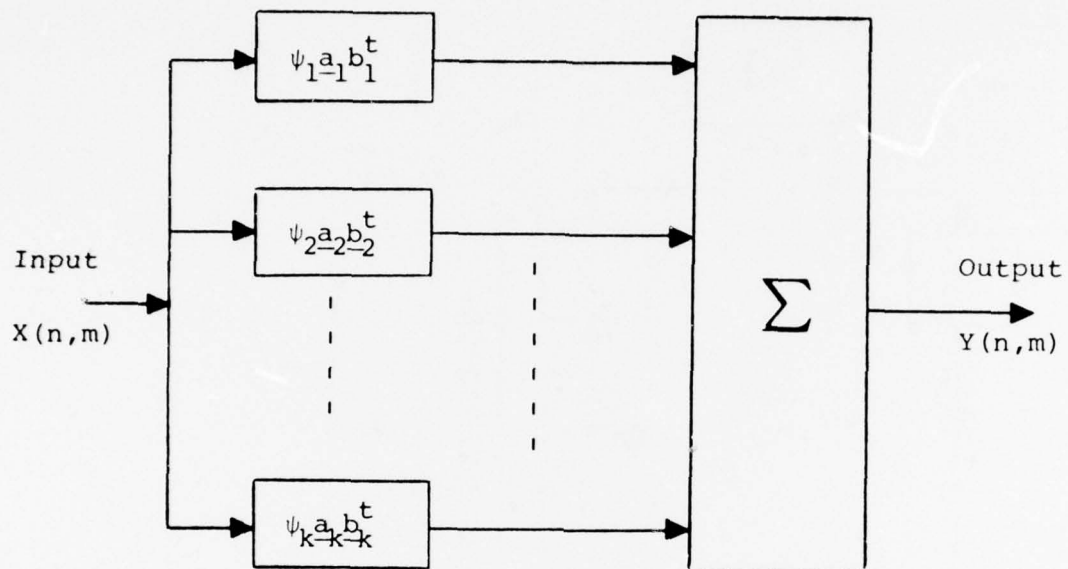 ψ₁a₁b₁ᵗ
ψ₂a₂b₂ᵗ
Input
X(n,m)
Σ
Output
Y(n,m)
ψₖaₖbₖᵗ